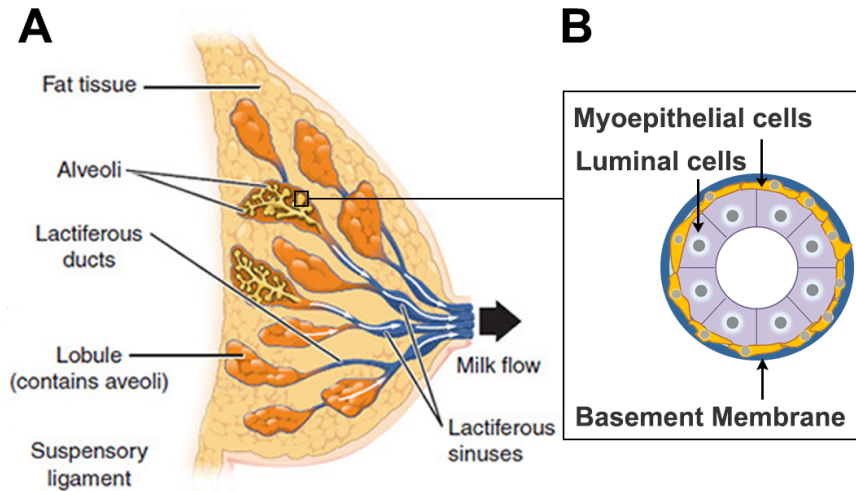 A
Fat tissue
Alveoli
Lactiferous
ducts
Lobule
(contains aveoli)
Suspensory
ligament
Milk flow
Lactiferous
sinuses
B
Myoepithelial cells
Luminal cells
Basement Membrane